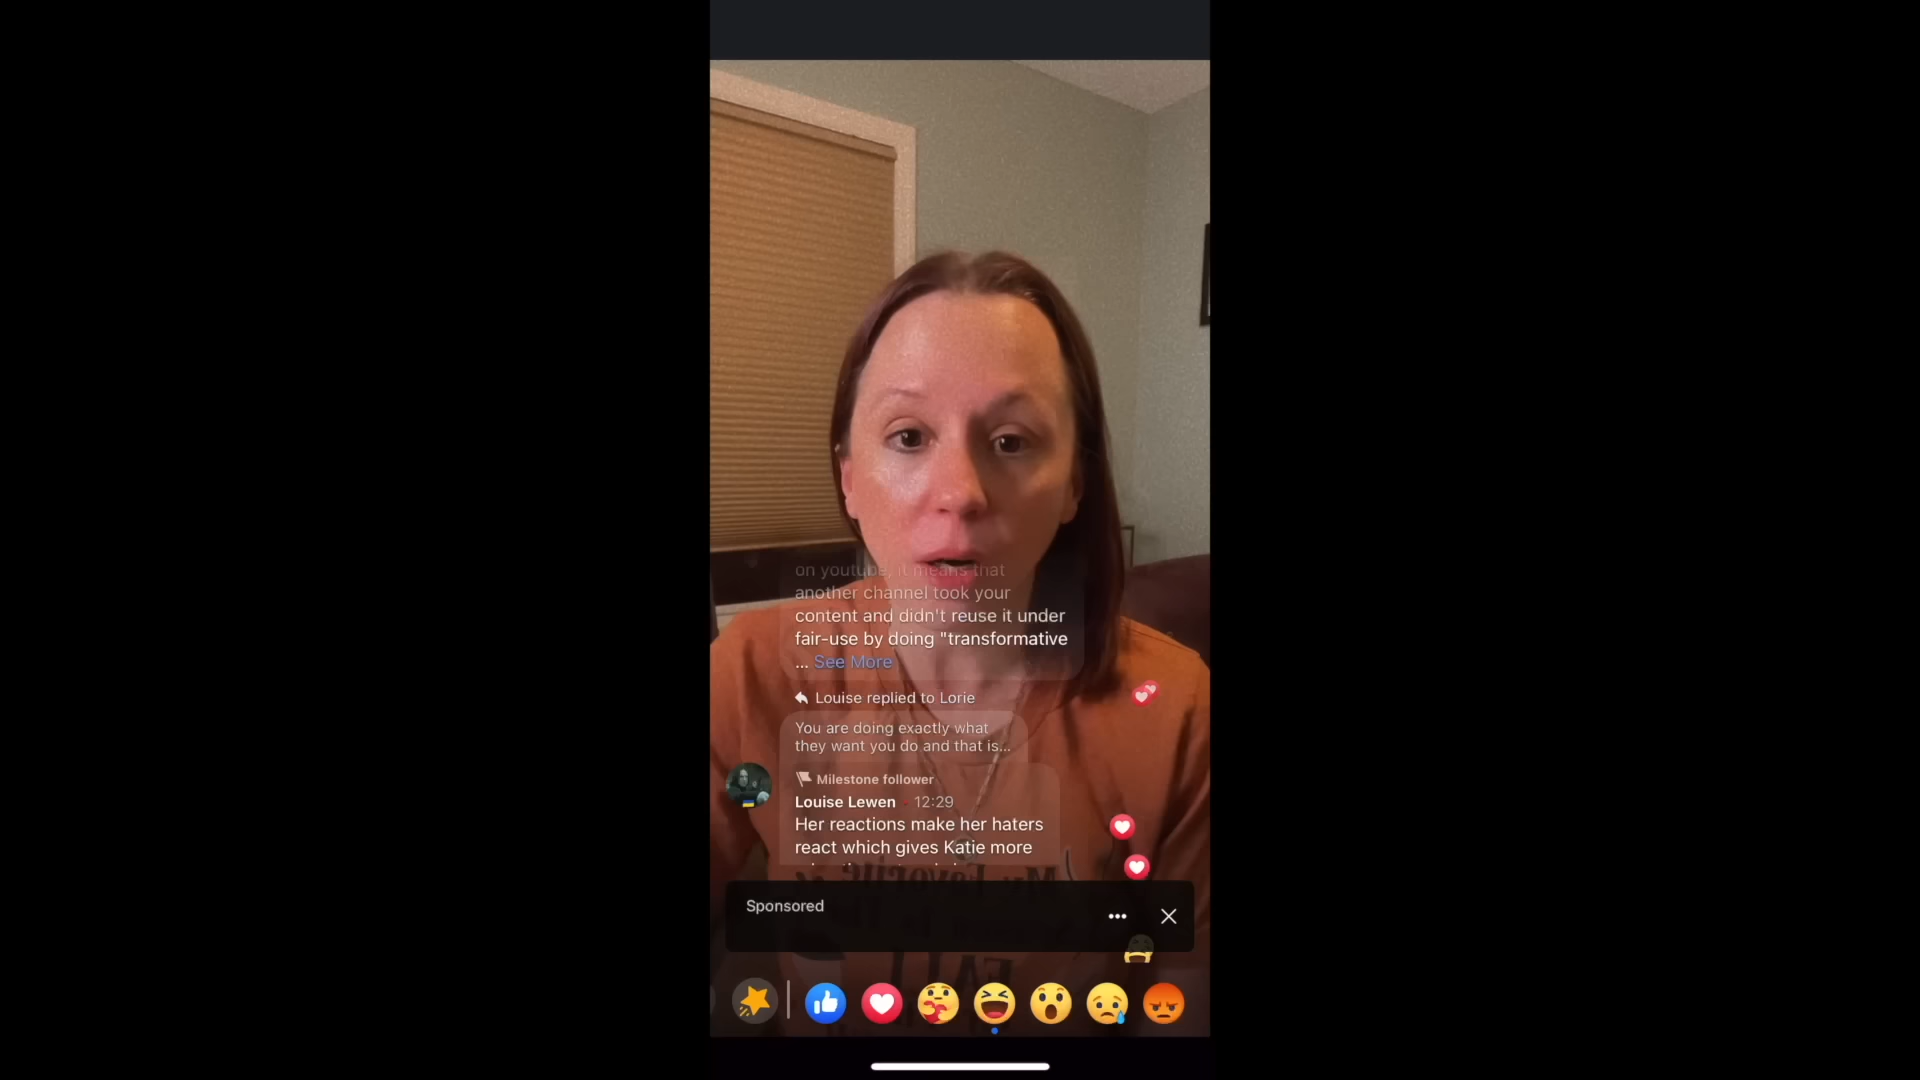 on youtube, it means that
another channel took your
content and didn't reuse it under
fair-use by doing "transformative
... See More
Louise replied to Lorie
You are doing exactly what
they want you do and that is...
Milestone follower
Louise Lewen · 12:29
Her reactions make her haters
react which gives Katie more
Sponsored